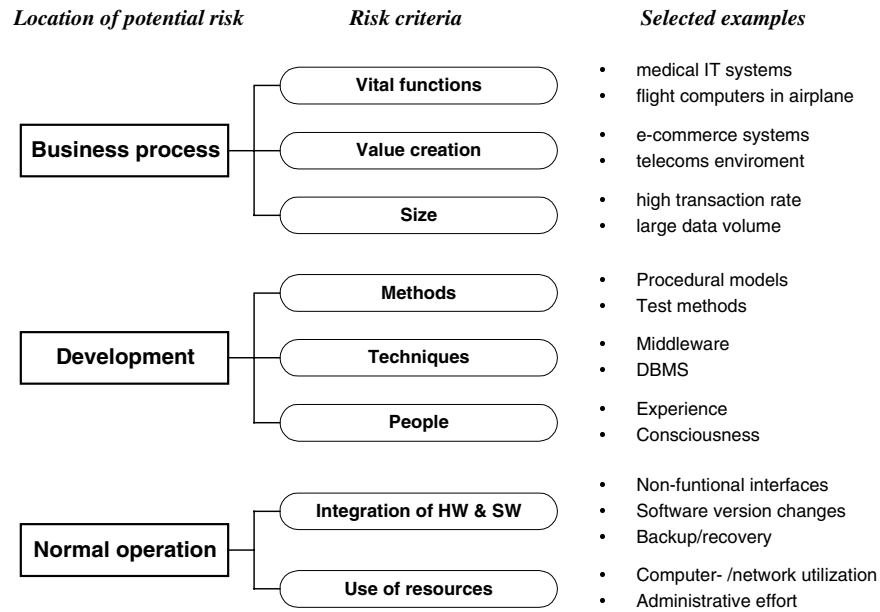 Location of potential risk Risk criteria Selected examples
Vital functions
• medical IT systems
• flight computers in airplane
Business process
Value creation
• e-commerce systems
• telecoms enviroment
Size
• high transaction rate
• large data volume
Methods
• Procedural models
• Test methods
Development
Techniques
• Middleware
• DBMS
People
• Experience
• Consciousness
Integration of HW & SW
• Non-funtional interfaces
• Software version changes
• Backup/recovery
Normal operation
Use of resources
• Computer- /network utilization
• Administrative effort